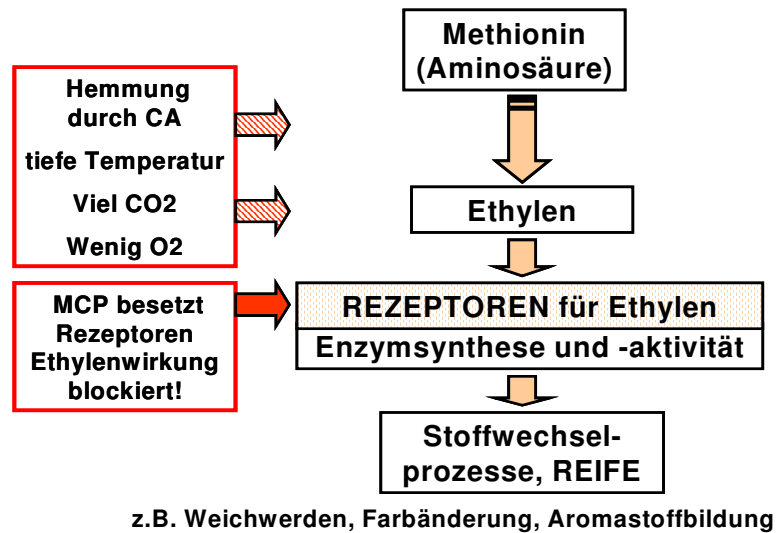 Methionin
(Aminosäure)
Hemmung
durch CA
tiefe Temperatur
Viel CO2
Wenig O2
Ethylen
MCP besetzt
Rezeptoren
Ethylenwirkung
blockiert!
REZEPTOREN für Ethylen
Enzymsynthese und -aktivität
Stoffwechsel-
prozesse, REIFE
z.B. Weichwerden, Farbänderung, Aromastoffbildung